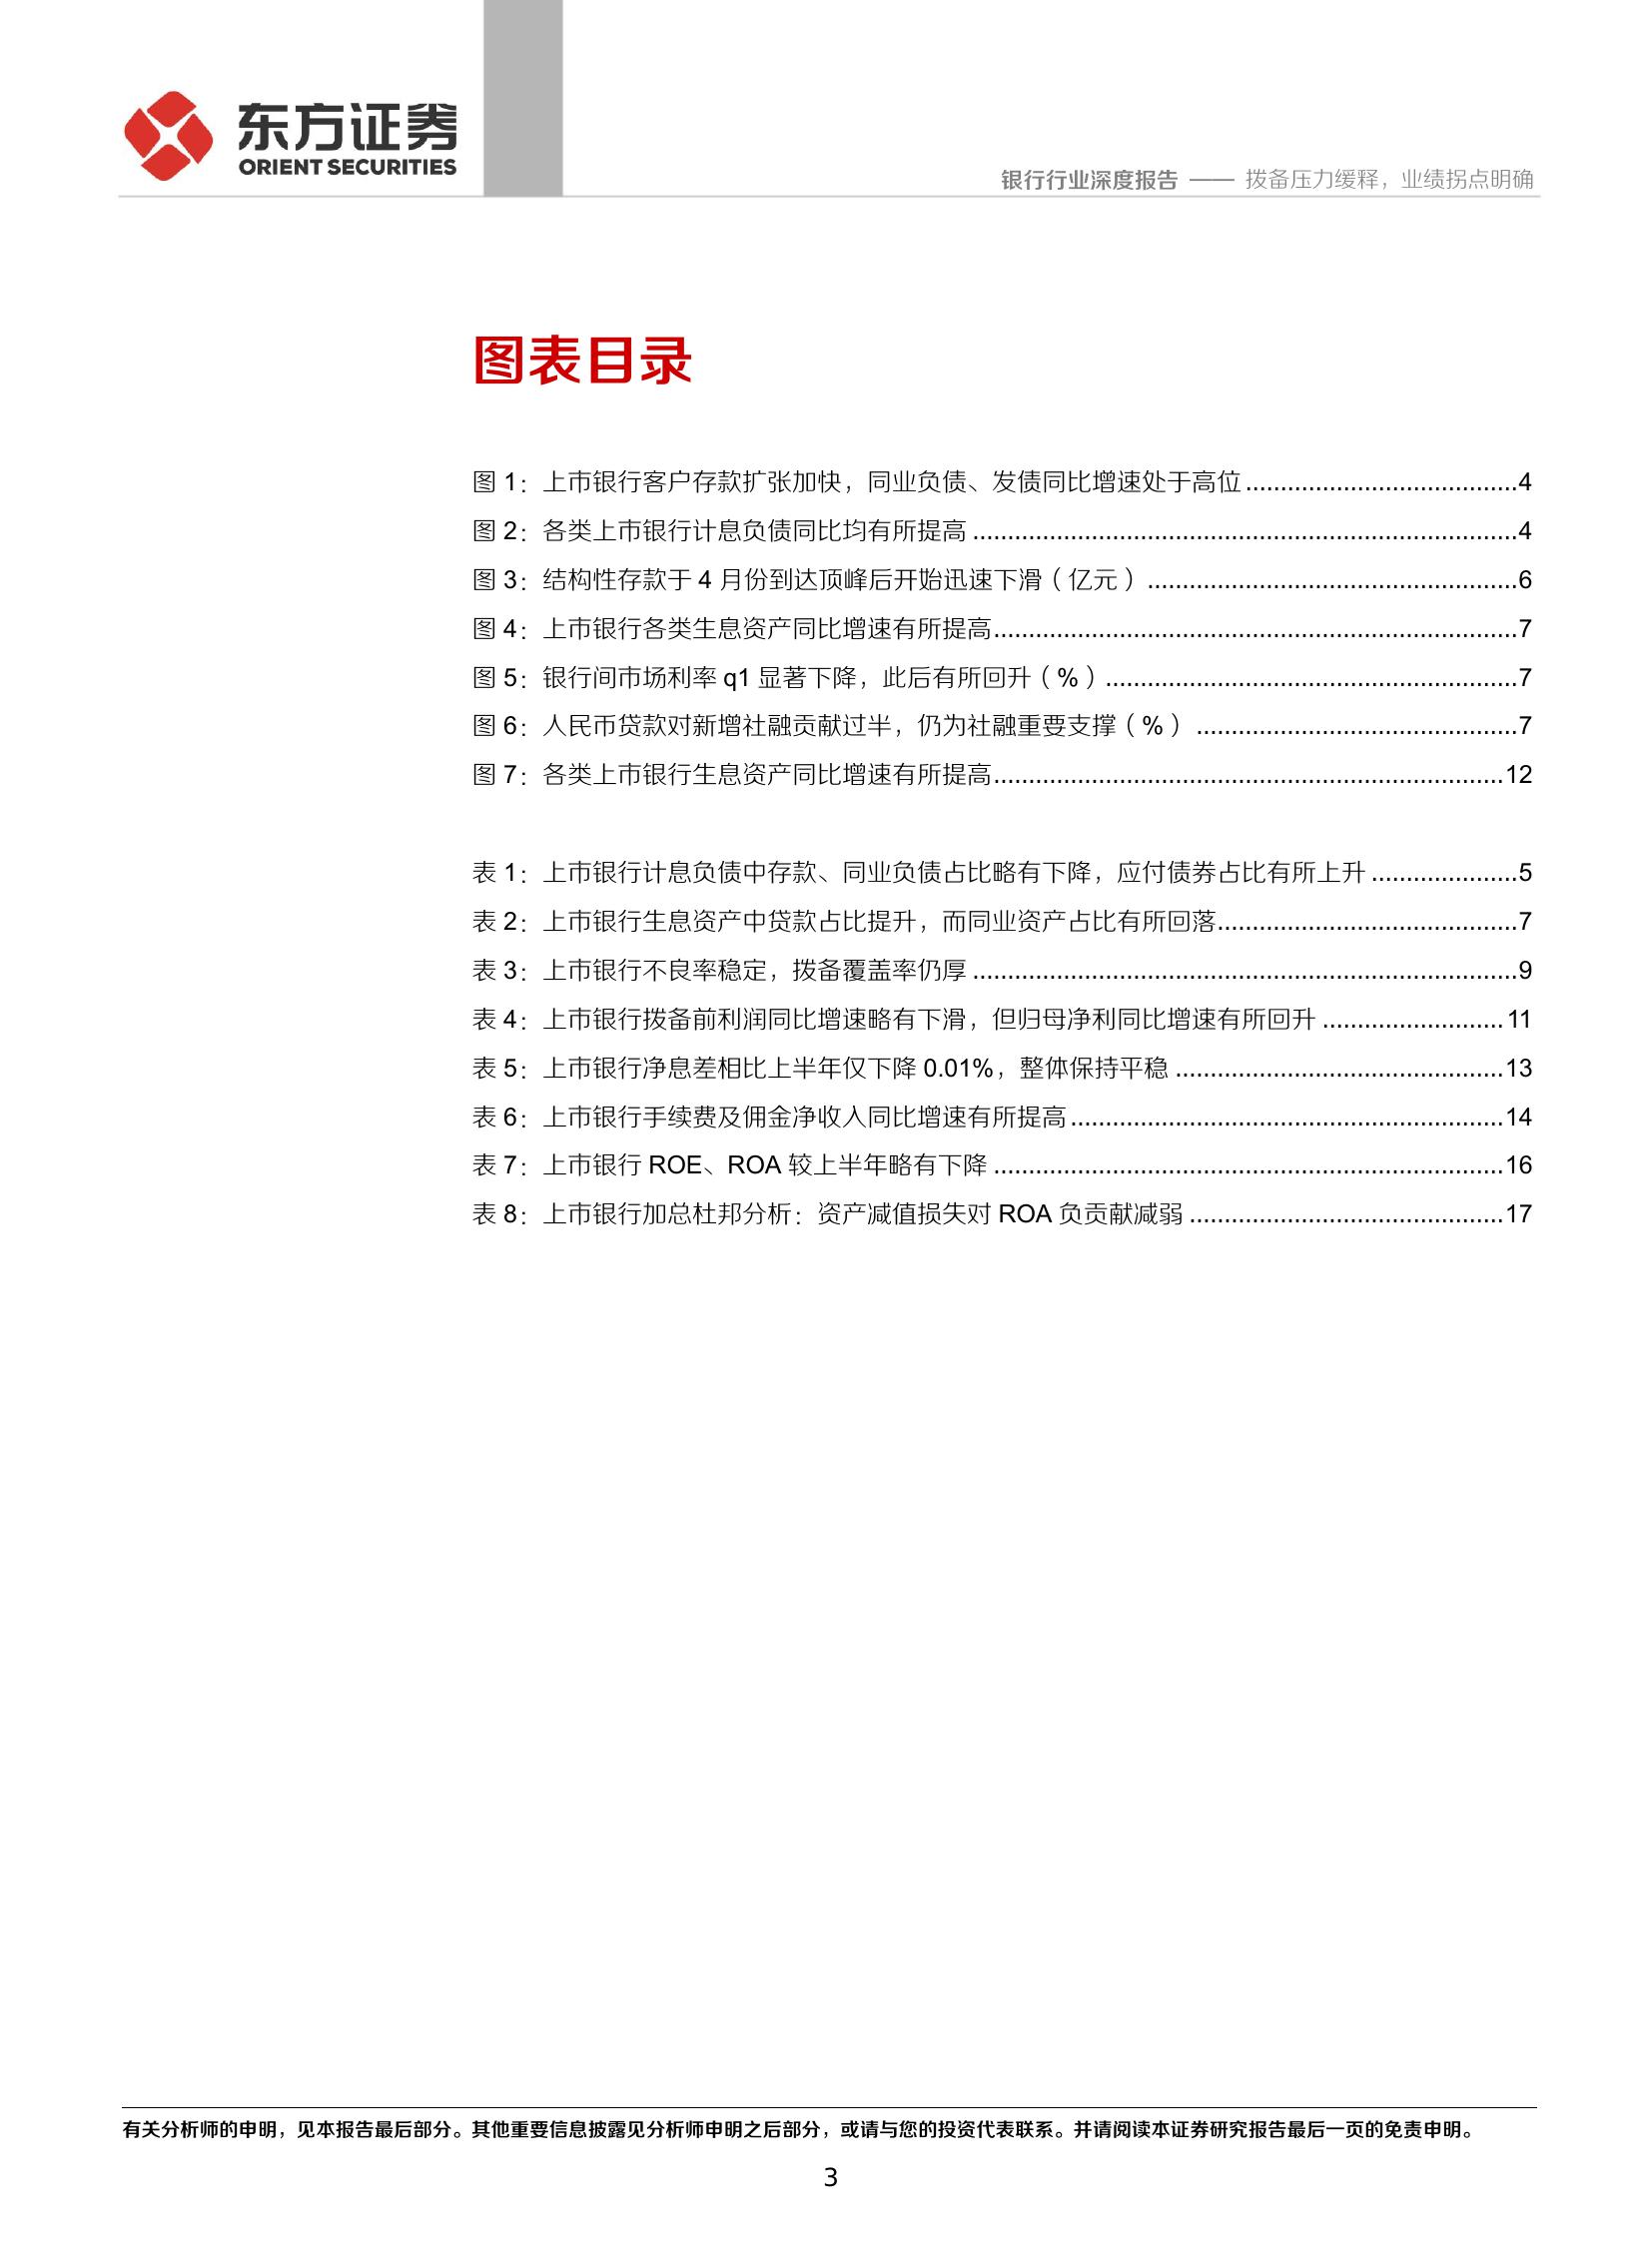 东方证券
ORIENT SECURITIES
银行行业深度报告 —— 拨备压力缓释，业绩拐点明确
图表目录
图 1：上市银行客户存款扩张加快，同业负债、发债同比增速处于高位.......................................4
图 2：各类上市银行计息负债同比均有所提高..............................................................................4
图 3：结构性存款于 4 月份到达顶峰后开始迅速下滑（亿元）.....................................................6
图 4：上市银行各类生息资产同比增速有所提高...........................................................................7
图 5：银行间市场利率 q1 显著下降，此后有所回升（%）...........................................................7
图 6：人民币贷款对新增社融贡献过半，仍为社融重要支撑（%）..............................................7
图 7：各类上市银行生息资产同比增速有所提高.........................................................................12
表 1：上市银行计息负债中存款、同业负债占比略有下降，应付债券占比有所上升.....................5
表 2：上市银行生息资产中贷款占比提升，而同业资产占比有所回落...........................................7
表 3：上市银行不良率稳定，拨备覆盖率仍厚..............................................................................9
表 4：上市银行拨备前利润同比增速略有下滑，但归母净利同比增速有所回升..........................11
表 5：上市银行净息差相比上半年仅下降 0.01%，整体保持平稳...............................................13
表 6：上市银行手续费及佣金净收入同比增速有所提高..............................................................14
表 7：上市银行 ROE、ROA 较上半年略有下降.........................................................................16
表 8：上市银行加总杜邦分析：资产减值损失对 ROA 负贡献减弱.............................................17
有关分析师的申明，见本报告最后部分。其他重要信息披露见分析师申明之后部分，或请与您的投资代表联系。并请阅读本证券研究报告最后一页的免责申明。
3